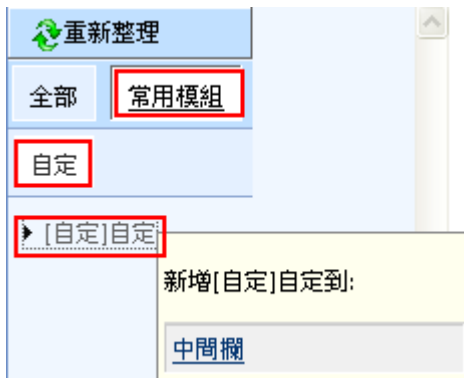 重新整理
全部 常用模組
自定
[自定]自定
新增[自定]自定到:
中間欄